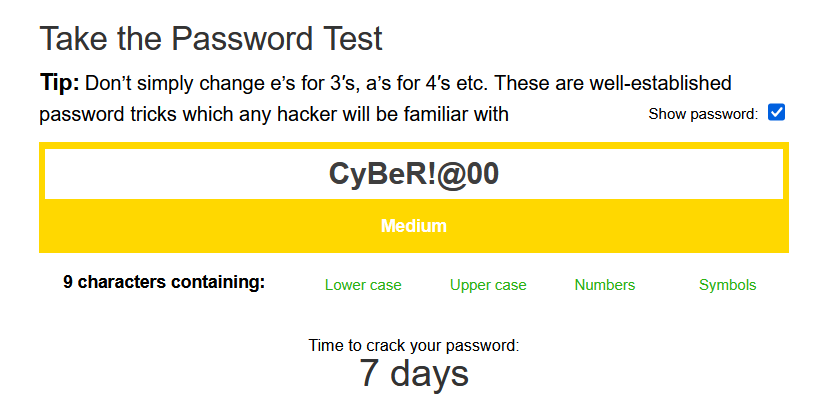 Take the Password Test
Tip: Don’t simply change e’s for 3′s, a’s for 4′s etc. These are well-established
password tricks which any hacker will be familiar with
Show password:
CyBeR!@00
Medium
9 characters containing: Lower case Upper case Numbers Symbols
Time to crack your password:
7 days